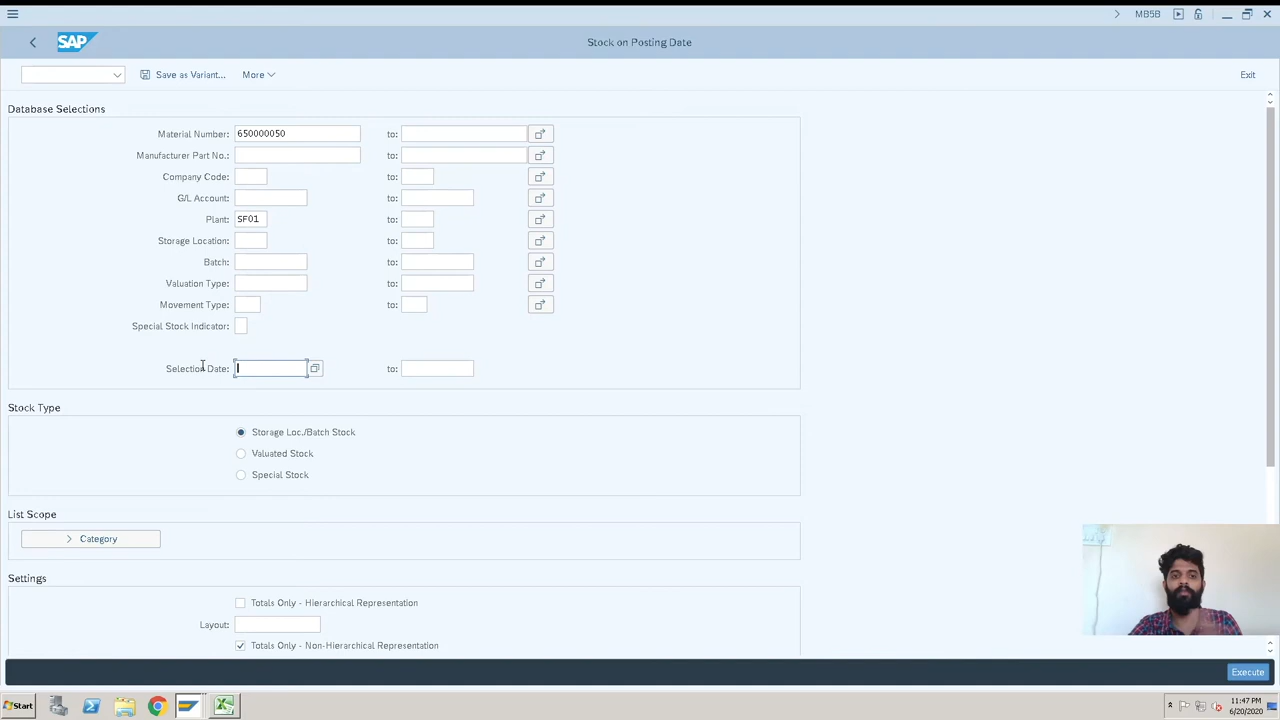 MB5B
SAP
Stock on Posting Date
Save as Variant...
More
Exit
Database Selections
Material Number: 650000050 to:
Manufacturer Part No.: to:
Company Code: to:
G/L Account: to:
Plant: SF01 to:
Storage Location: to:
Batch: to:
Valuation Type: to:
Movement Type: to:
Special Stock Indicator:
Selection Date: to:
Stock Type
Storage Loc./Batch Stock
Valuated Stock
Special Stock
List Scope
Category
Settings
Totals Only - Hierarchical Representation
Layout:
Totals Only - Non-Hierarchical Representation
Execute
Start
11:47 PM
6/20/2020